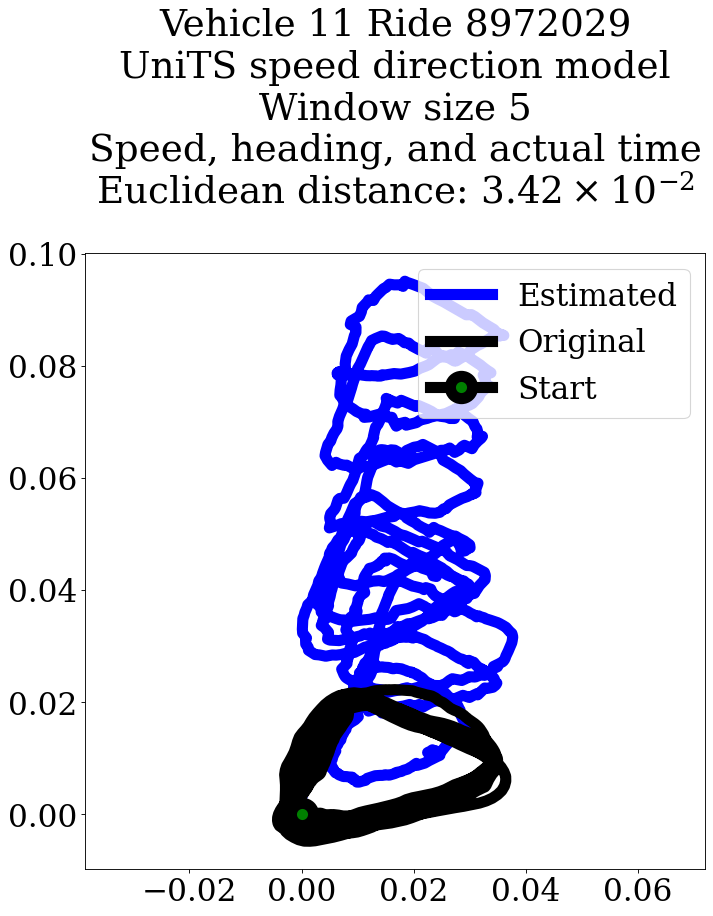 Vehicle 11 Ride 8972029
UniTS speed direction model
Window size 5
Speed, heading, and actual time
Euclidean distance: 3.42 × 10⁻²
0.10
0.08
0.06
0.04
0.02
0.00
Estimated
Original
Start
−0.02 0.00 0.02 0.04 0.06